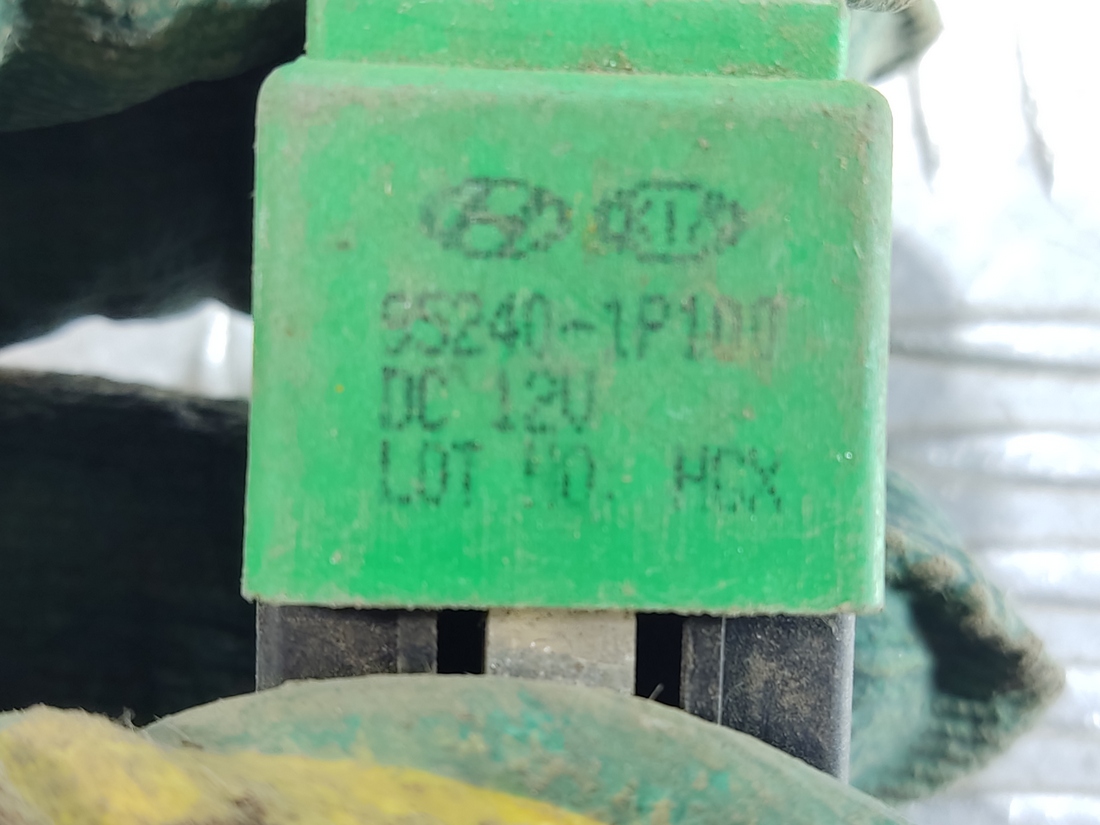 KIA
95240-1P100
DC 12V
LOT NO. HCX